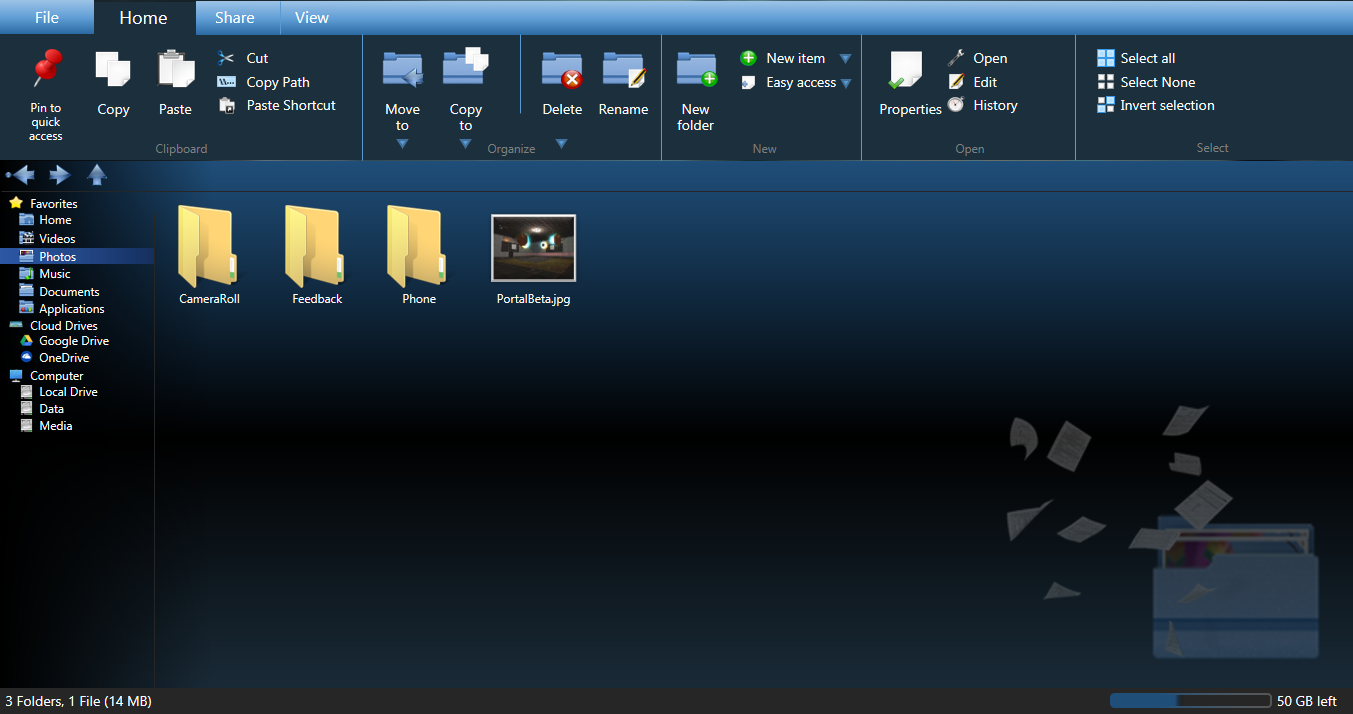 File
Home
Share
View
Pin to
quick
access
Copy
Paste
Cut
Copy Path
Paste Shortcut
Clipboard
Move
to
Copy
to
Delete
Rename
Organize
New
folder
New item
Easy access
New
Properties
Open
Edit
History
Open
Select all
Select None
Invert selection
Select
Favorites
Home
Videos
Photos
Music
Documents
Applications
Cloud Drives
Google Drive
OneDrive
Computer
Local Drive
Data
Media
CameraRoll
Feedback
Phone
PortalBeta.jpg
3 Folders, 1 File (14 MB)
50 GB left